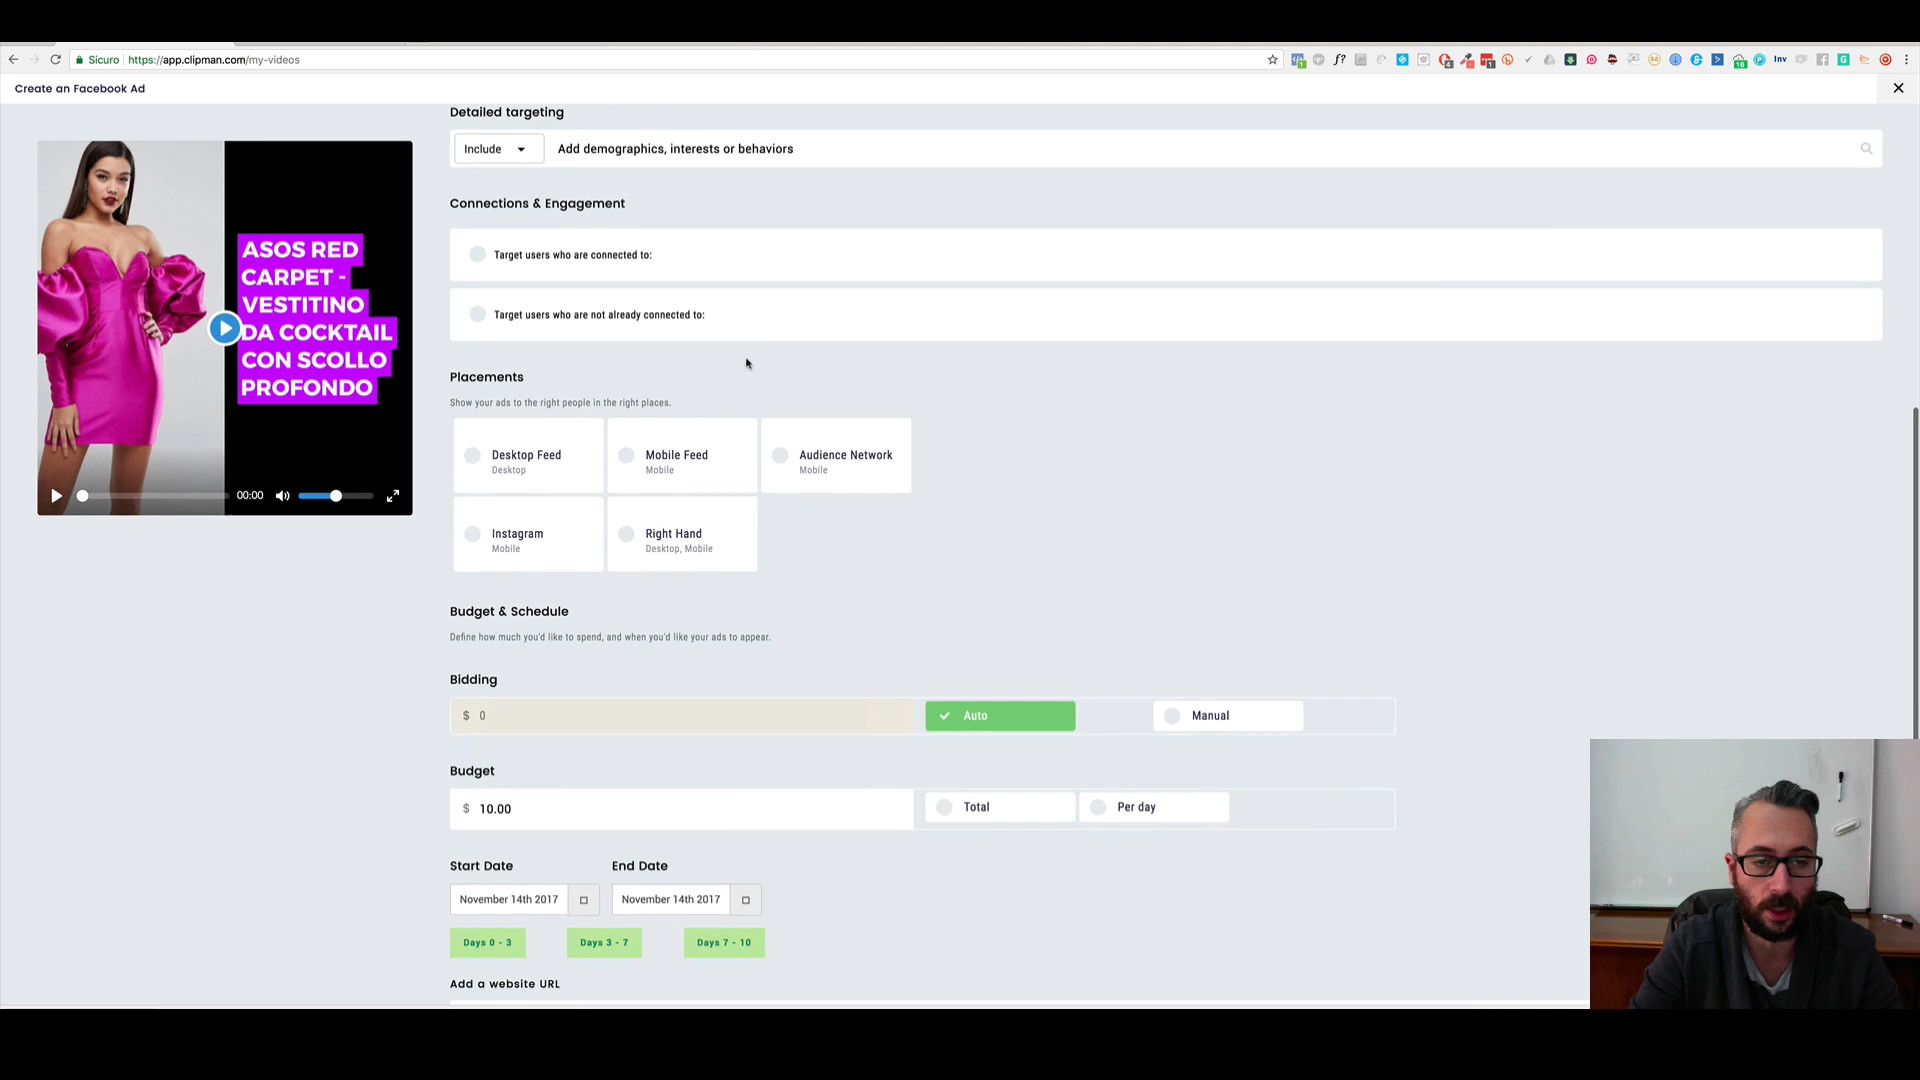 Sicuro https://app.clipman.com/my-videos
Inv
Create an Facebook Ad
Detailed targeting
Include
Add demographics, interests or behaviors
Connections & Engagement
Target users who are connected to:
Target users who are not already connected to:
ASOS RED
CARPET -
VESTITINO
DA COCKTAIL
CON SCOLLO
PROFONDO
00:00
Placements
Show your ads to the right people in the right places.
Desktop Feed
Desktop
Mobile Feed
Mobile
Audience Network
Mobile
Instagram
Mobile
Right Hand
Desktop, Mobile
Budget & Schedule
Define how much you'd like to spend, and when you'd like your ads to appear.
Bidding
$ 0
Auto
Manual
Budget
$ 10.00
Total
Per day
Start Date
End Date
November 14th 2017
November 14th 2017
Days 0 - 3
Days 3 - 7
Days 7 - 10
Add a website URL